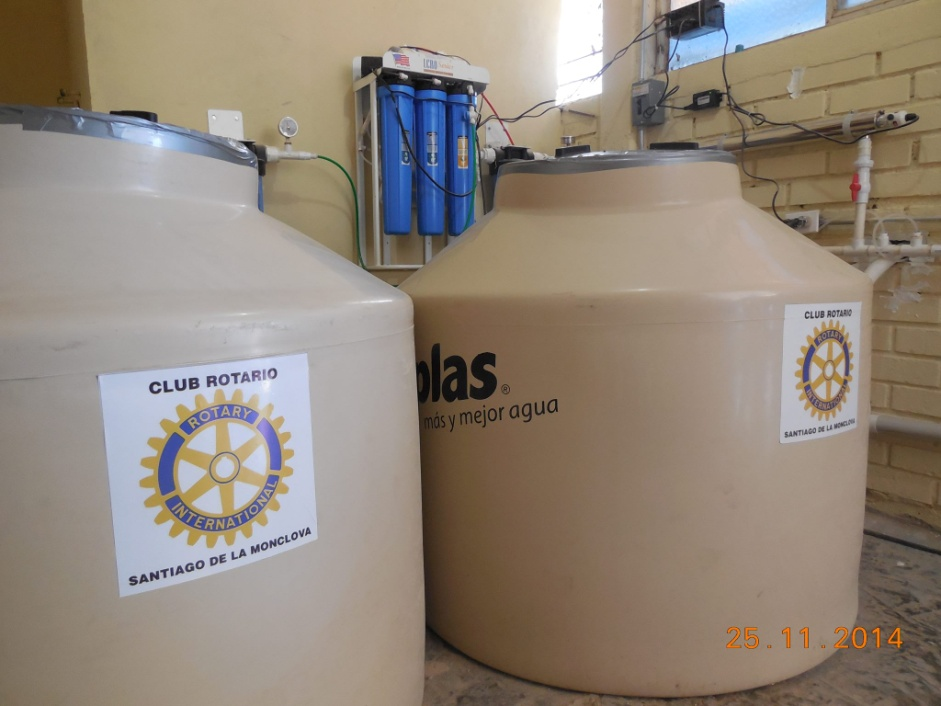 CLUB ROTARIO
ROTARY
INTERNATIONAL
SANTIAGO DE LA MONCLOVA
plas®
más y mejor agua
CLUB ROTARIO
ROTARY
INTERNATIONAL
SANTIAGO DE LA MONCLOVA
25.11.2014